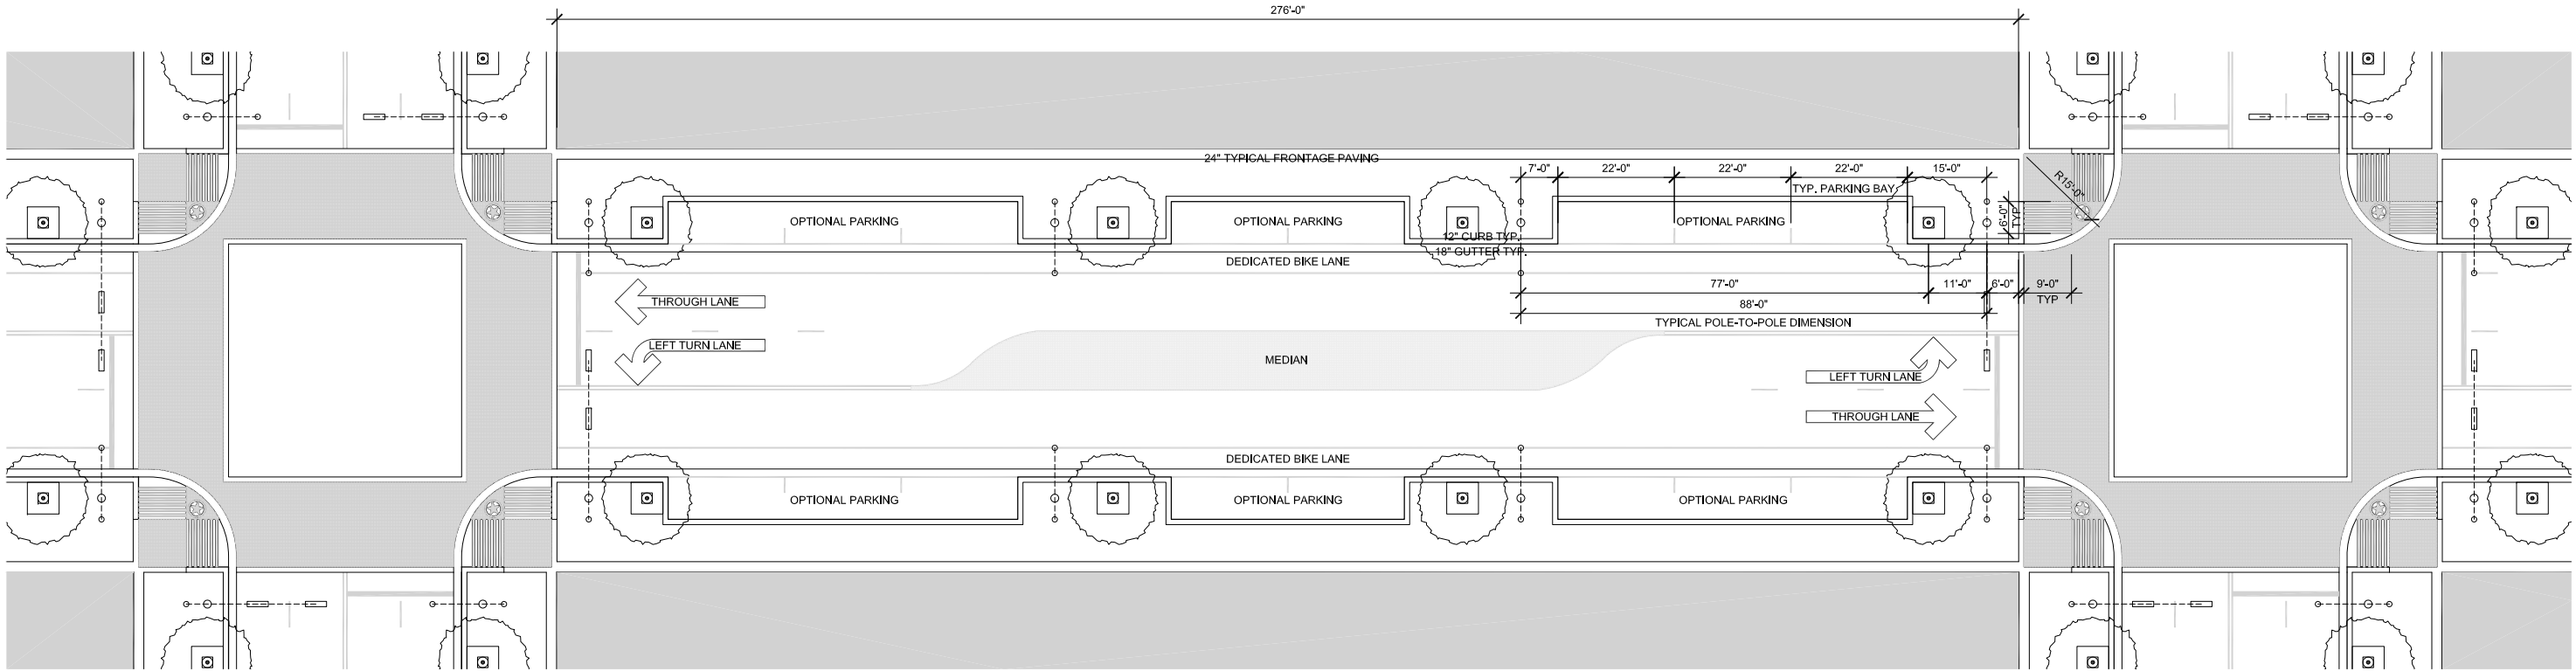 276'-0"
24" TYPICAL FRONTAGE PAVING
7'-0" 22'-0" 22'-0" 22'-0" 15'-0"
R15'-0"
TYP. PARKING BAY
6'-0"
TYP
OPTIONAL PARKING OPTIONAL PARKING OPTIONAL PARKING
12" CURB TYP.
18" GUTTER TYP.
DEDICATED BIKE LANE
77'-0" 11'-0" 6'-0" 9'-0"
TYP
THROUGH LANE
88'-0"
TYPICAL POLE-TO-POLE DIMENSION
LEFT TURN LANE
MEDIAN
LEFT TURN LANE
THROUGH LANE
DEDICATED BIKE LANE
OPTIONAL PARKING OPTIONAL PARKING OPTIONAL PARKING